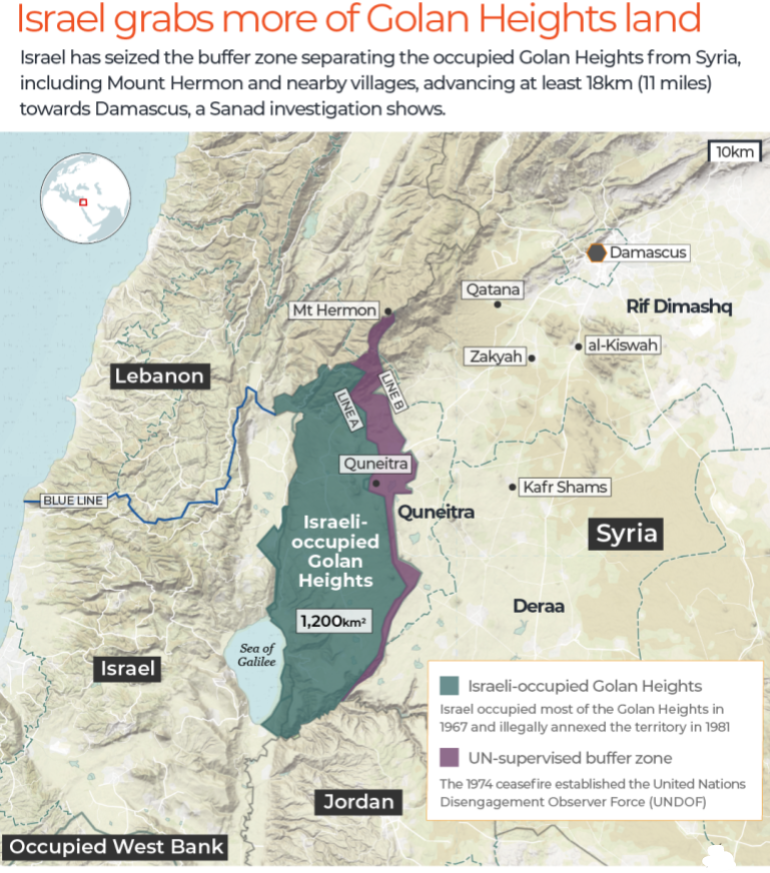 Israel grabs more of Golan Heights land
Israel has seized the buffer zone separating the occupied Golan Heights from Syria,
including Mount Hermon and nearby villages, advancing at least 18km (11 miles)
towards Damascus, a Sanad investigation shows.
10km
Damascus
Qatana
Mt Hermon
Rif Dimashq
al-Kiswah
Zakyah
Lebanon
LINE A
LINE B
Quneitra
Kafr Shams
BLUE LINE
Quneitra
Israeli-
occupied
Golan
Heights
Syria
Deraa
1,200km²
Sea of
Galilee
Israel
Israeli-occupied Golan Heights
Israel occupied most of the Golan Heights in
1967 and illegally annexed the territory in 1981
UN-supervised buffer zone
The 1974 ceasefire established the United Nations
Disengagement Observer Force (UNDOF)
Jordan
Occupied West Bank